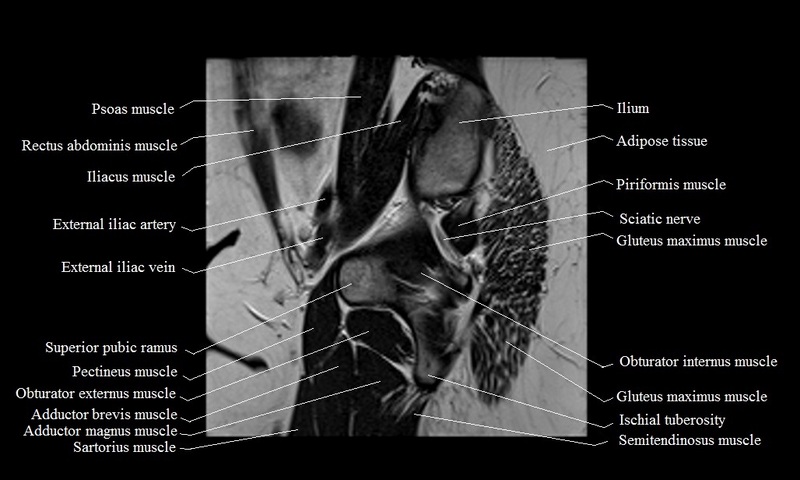 Psoas muscle
Rectus abdominis muscle
Iliacus muscle
External iliac artery
External iliac vein
Superior pubic ramus
Pectineus muscle
Obturator externus muscle
Adductor brevis muscle
Adductor magnus muscle
Sartorius muscle
Ilium
Adipose tissue
Piriformis muscle
Sciatic nerve
Gluteus maximus muscle
Obturator internus muscle
Gluteus maximus muscle
Ischial tuberosity
Semitendinosus muscle